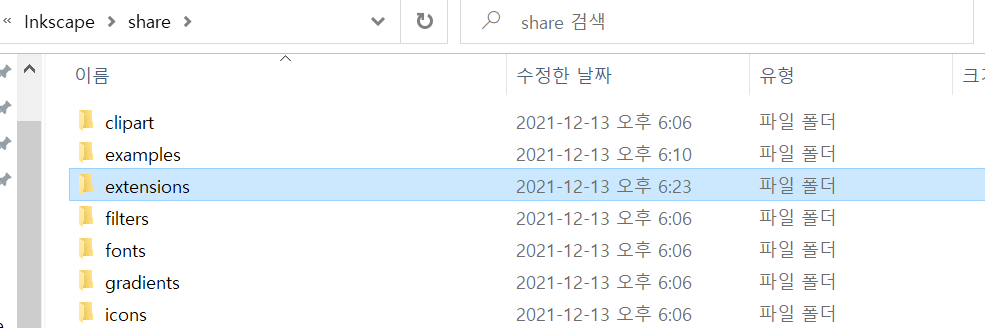 « Inkscape > share >
share 검색
이름 수정한 날짜 유형
clipart 2021-12-13 오후 6:06 파일 폴더
examples 2021-12-13 오후 6:10 파일 폴더
extensions 2021-12-13 오후 6:23 파일 폴더
filters 2021-12-13 오후 6:06 파일 폴더
fonts 2021-12-13 오후 6:06 파일 폴더
gradients 2021-12-13 오후 6:06 파일 폴더
icons 2021-12-13 오후 6:06 파일 폴더